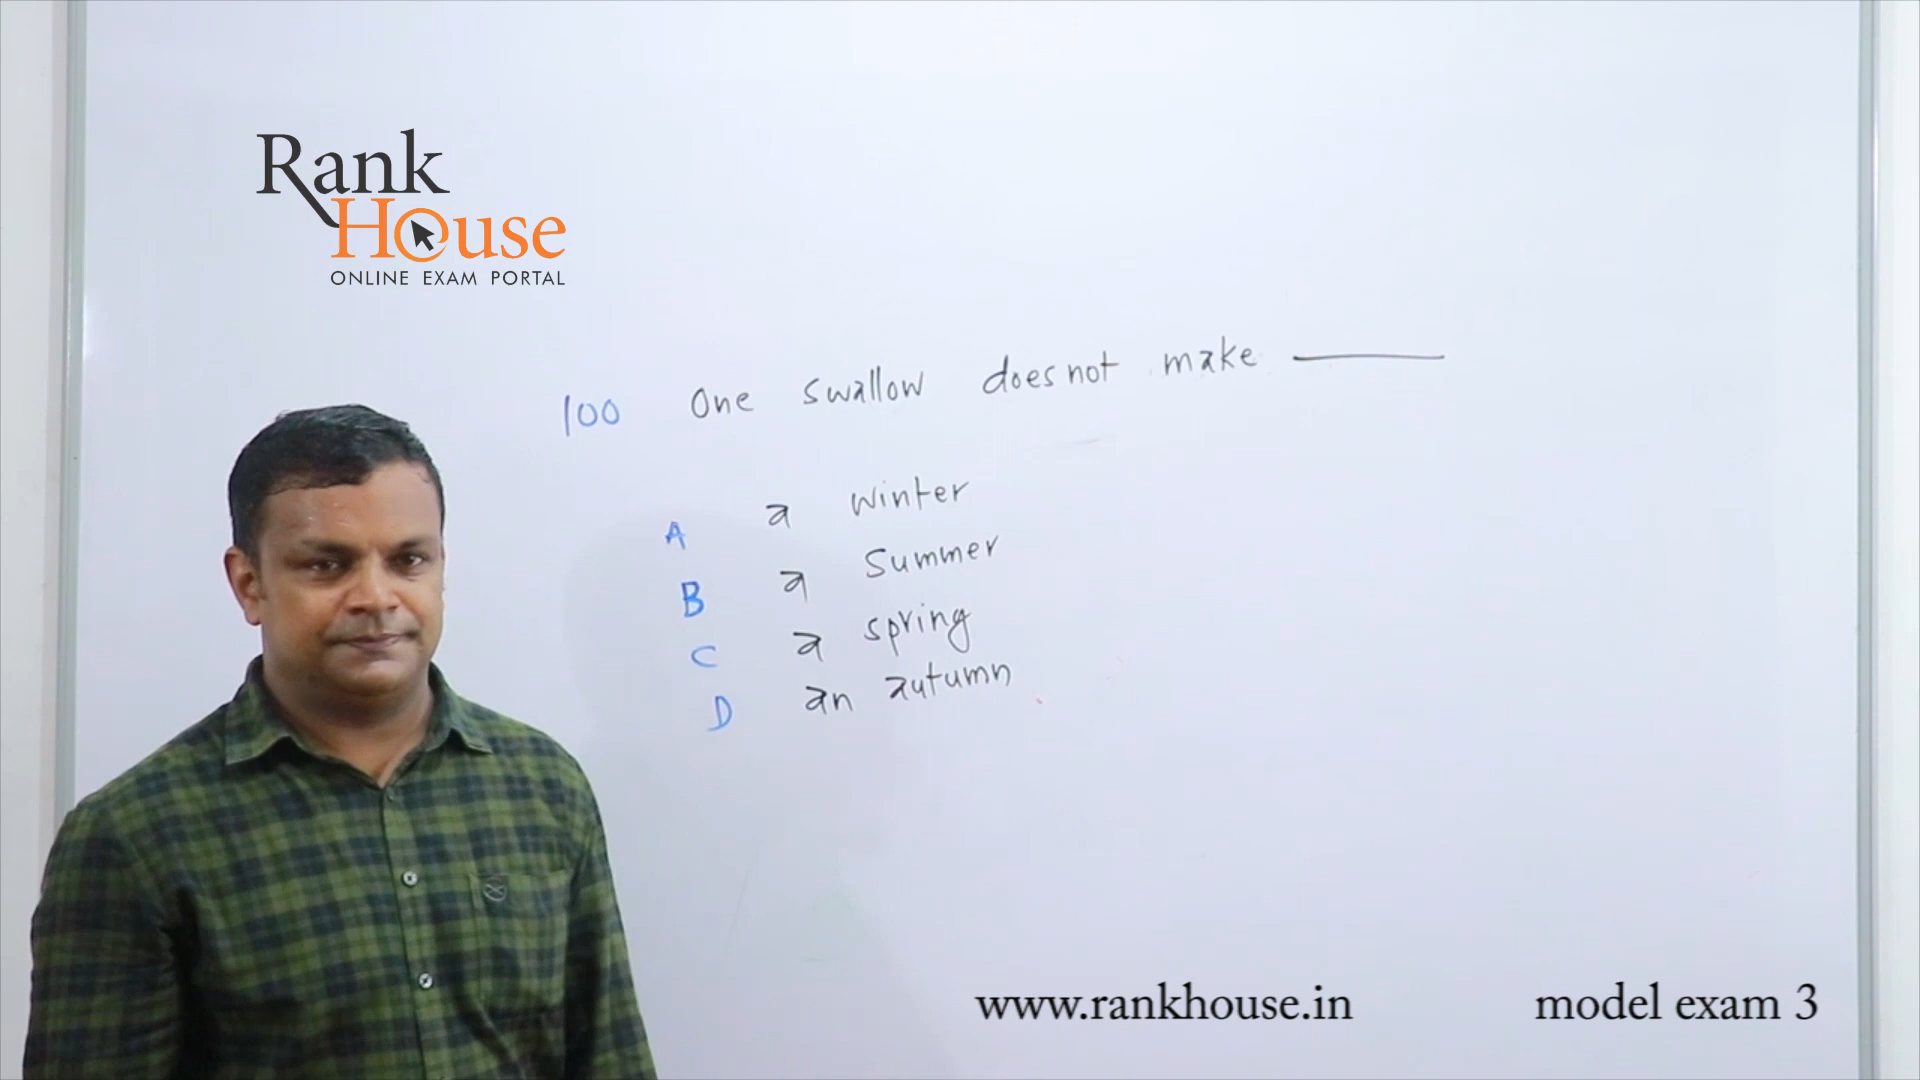 Rank
House
ONLINE EXAM PORTAL
100 One swallow does not make
A a winter
B a summer
C a spring
D an autumn
www.rankhouse.in model exam 3